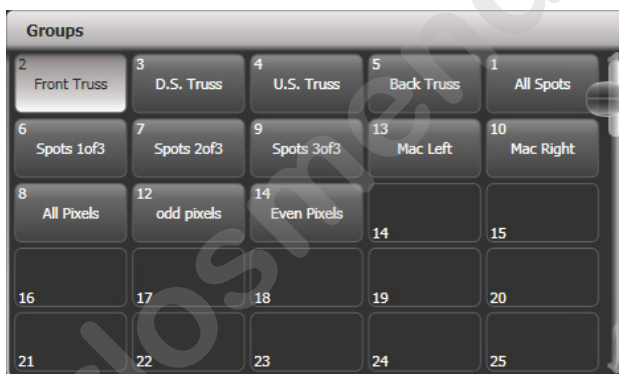 Groups
2 3 4 5 1
Front Truss D.S. Truss U.S. Truss Back Truss All Spots
6 7 9 13 10
Spots 1of3 Spots 2of3 Spots 3of3 Mac Left Mac Right
8 12 14
All Pixels odd pixels Even Pixels
14 15
16 17 18 19 20
21 22 23 24 25